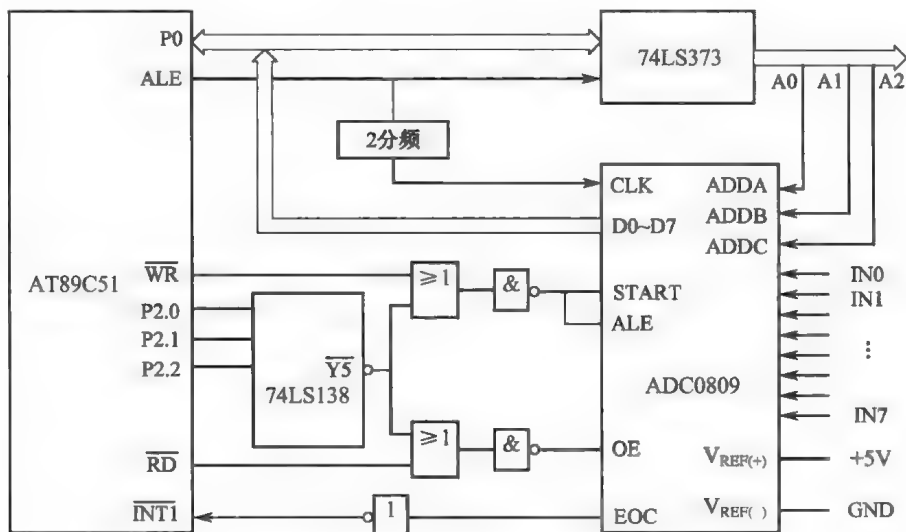 P0
ALE
74LS373
A0 A1 A2
2分频
CLK
D0~D7
ADDA
ADDB
ADDC
AT89C51
WR
P2.0
P2.1
P2.2
Y5
74LS138
≥1
&
START
ALE
IN0
IN1
⋮
ADC0809
IN7
≥1
&
RD
OE
VREF(+)
+5V
INT1
1
EOC
VREF( )
GND